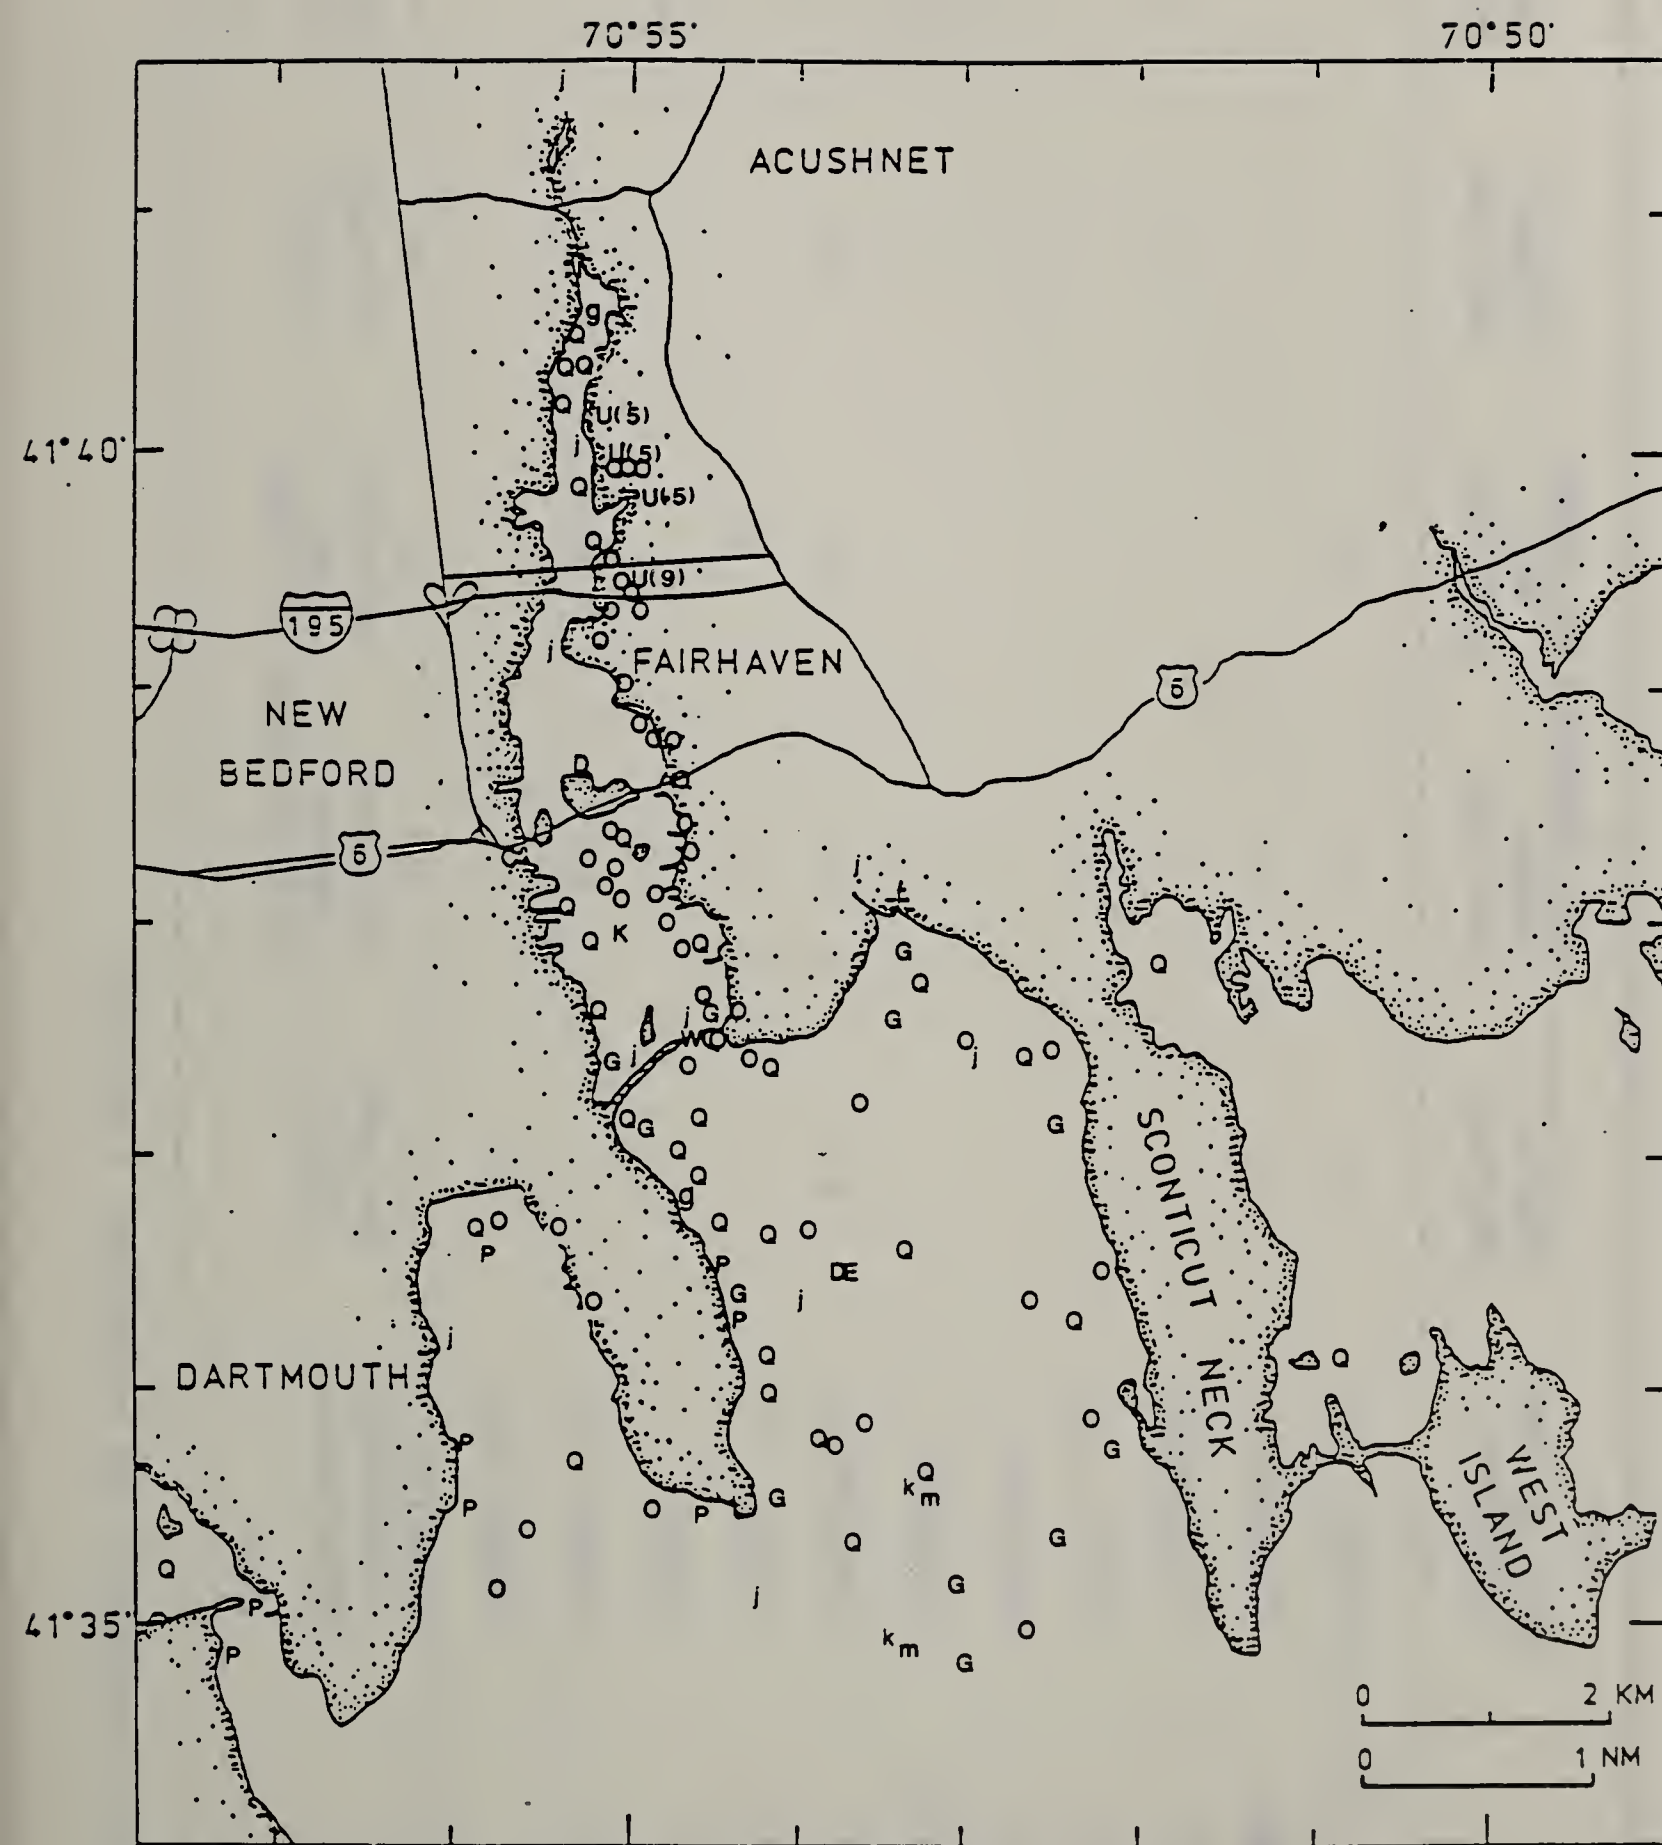 70°55' 70°50'
j
ACUSHNET
g
Q
Q Q
Q
U(5)
41°40'
j
U(5)
O O O
Q
U(5)
O
O
U(9)
195
O O
O
j
FAIRHAVEN
O
6
NEW
O
O O
BEDFORD
D
O
6
O
K
Q
j
G
Q
Q
G
j
W
O
Q
j
Q O
G
j
O
Q
O
G
Q G
Q
Q
Q
Q
SCONTICUT
NECK
Q O
P
O
Q
Q O
Q
P
DE
O
G
j
P
O
O
Q
j
Q
Q
DARTMOUTH
Q
O
O
O O
G
P
Q
Q
k m
WEST
ISLAND
P
O
P
G
O
Q
G
Q
O
j
G
P
41°35'
O
P
k m
G
0 2 KM
0 1 NM